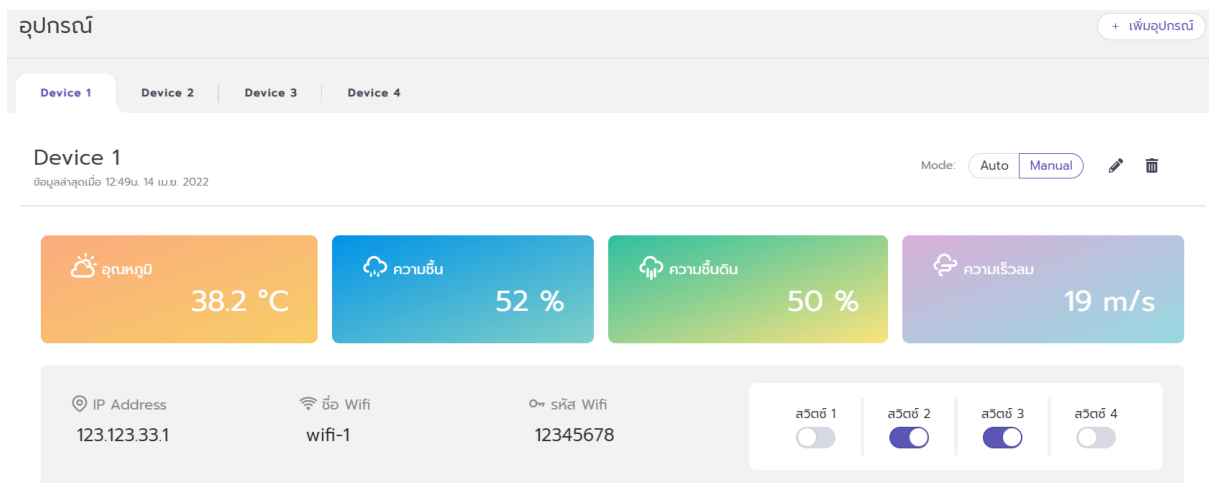 อุปกรณ์
+ เพิ่มอุปกรณ์
Device 1 Device 2 Device 3 Device 4
Device 1
ข้อมูลล่าสุดเมื่อ 12:49น. 14 เม.ย. 2022
Mode: Auto Manual
อุณหภูมิ
38.2 °C
ความชื้น
52 %
ความชื้นดิน
50 %
ความเร็วลม
19 m/s
IP Address
123.123.33.1
ชื่อ Wifi
wifi-1
รหัส Wifi
12345678
สวิตช์ 1 สวิตช์ 2 สวิตช์ 3 สวิตช์ 4